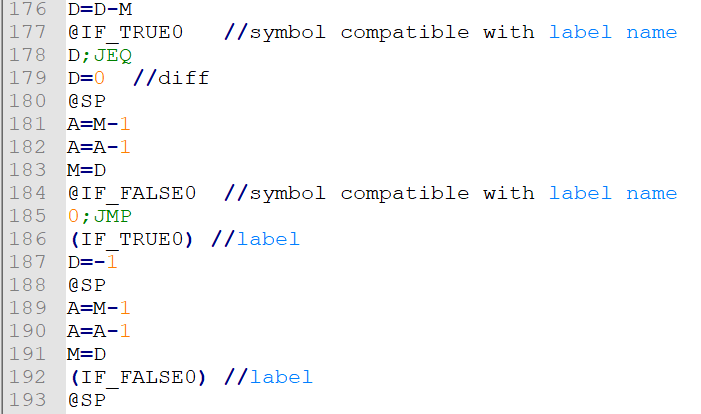 176 D=D-M
177 @IF_TRUE0 //symbol compatible with label name
178 D;JEQ
179 D=0 //diff
180 @SP
181 A=M-1
182 A=A-1
183 M=D
184 @IF_FALSE0 //symbol compatible with label name
185 0;JMP
186 (IF_TRUE0) //label
187 D=-1
188 @SP
189 A=M-1
190 A=A-1
191 M=D
192 (IF_FALSE0) //label
193 @SP